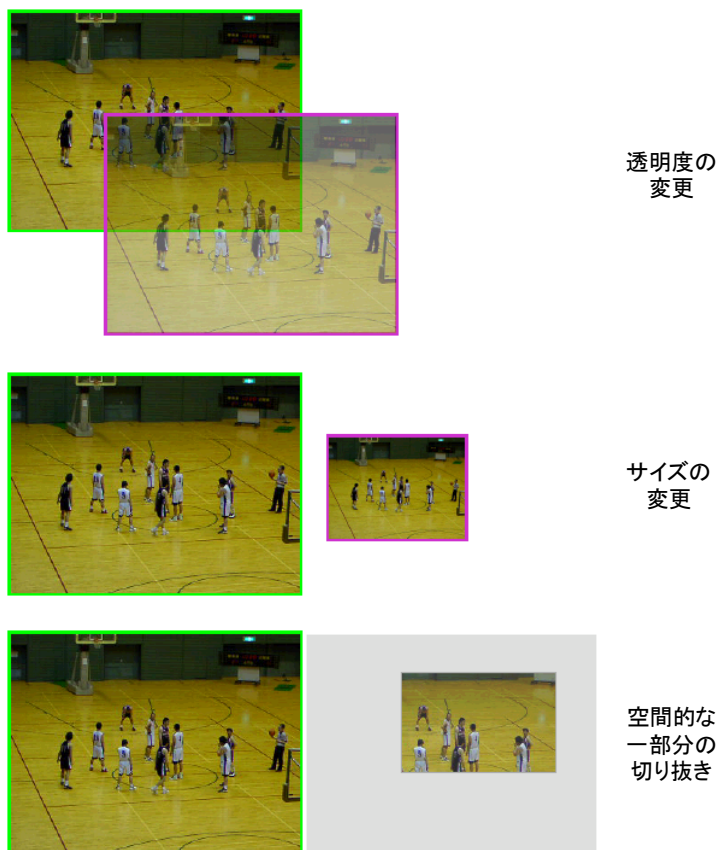 透明度の
変更
サイズの
変更
空間的な
一部分の
切り抜き